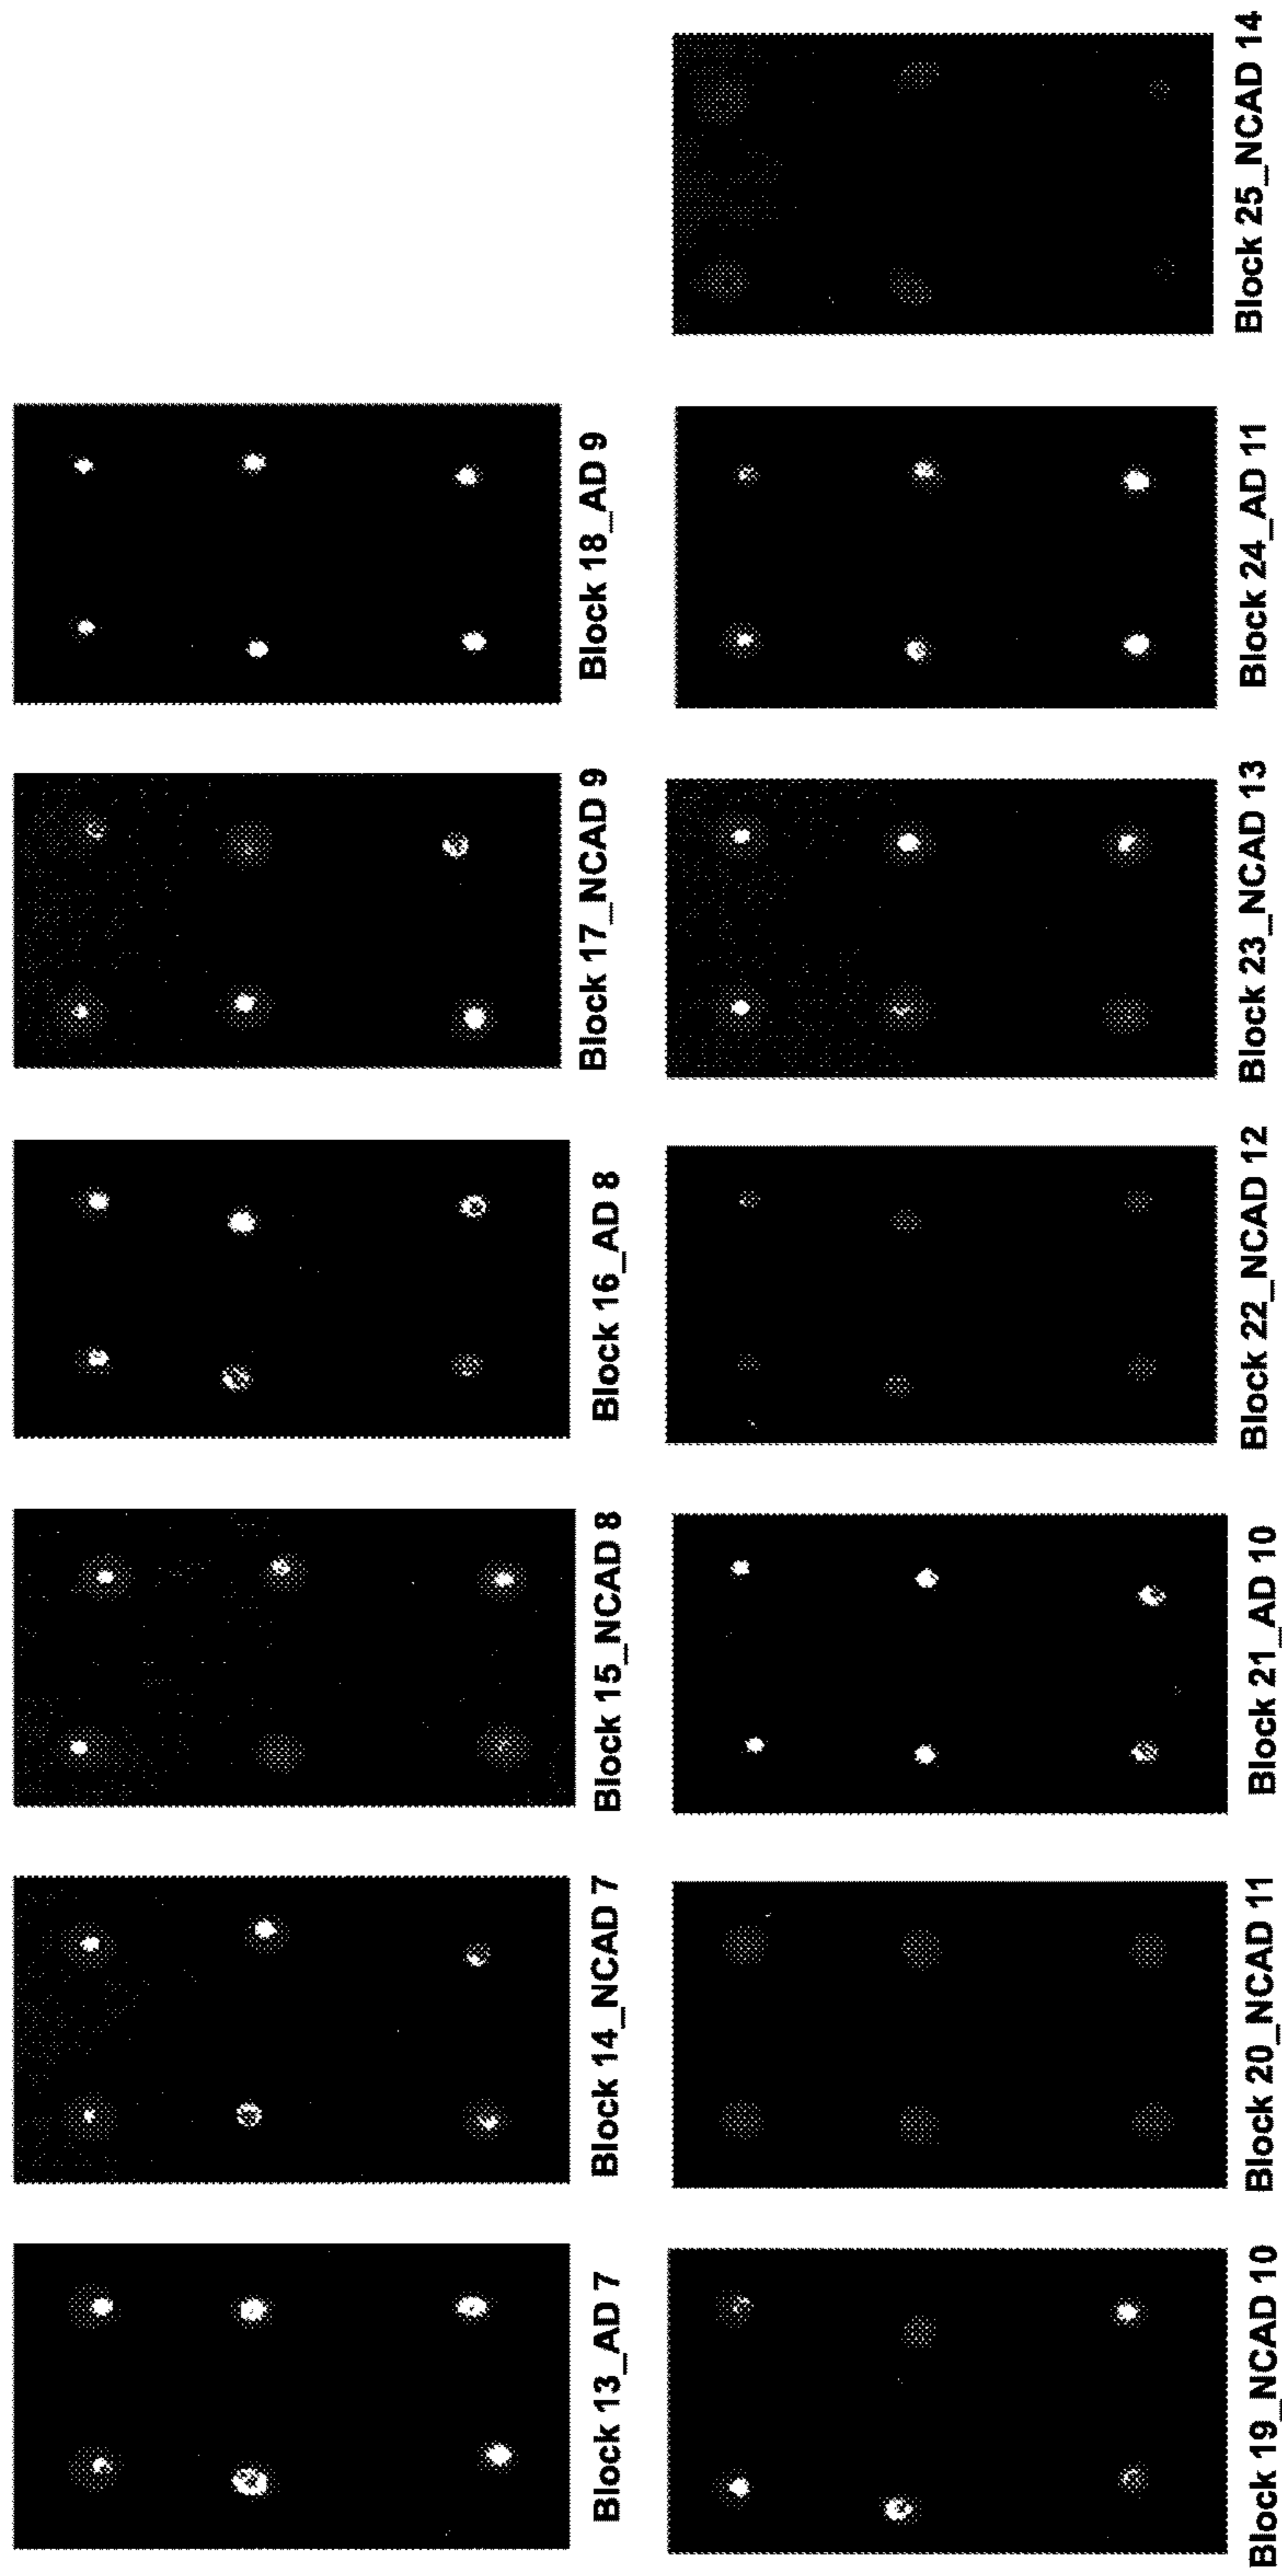 Block 13_AD 7
Block 14_NCAD 7
Block 15_NCAD 8
Block 16_AD 8
Block 17_NCAD 9
Block 18_AD 9
Block 19_NCAD 10
Block 20_NCAD 11
Block 21_AD 10
Block 22_NCAD 12
Block 23_NCAD 13
Block 24_AD 11
Block 25_NCAD 14